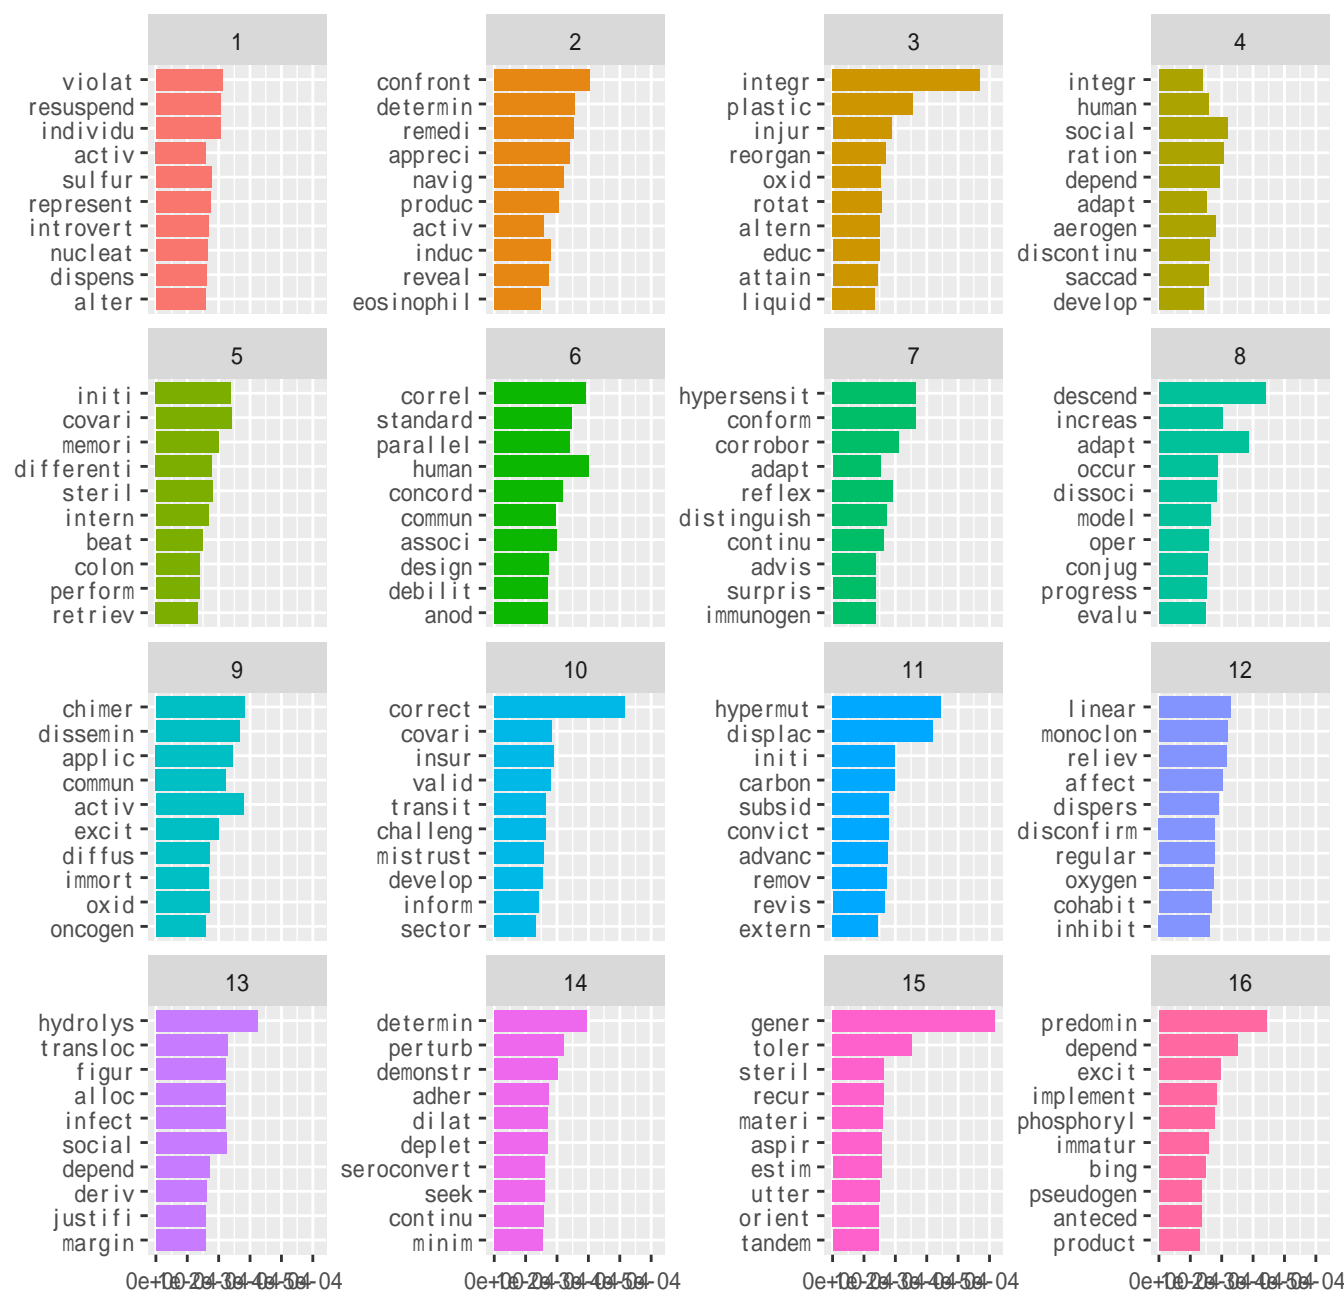 1
violat
resuspend
individu
activ
sulfur
represent
introvert
nucleat
dispens
alter
2
confront
determin
remedi
appreci
navig
produc
activ
induc
reveal
eosinophil
3
integr
plastic
injur
reorgan
oxid
rotat
altern
educ
attain
liquid
4
integr
human
social
ration
depend
adapt
aerogen
discontinu
saccad
develop
5
initi
covari
memori
differenti
steril
intern
beat
colon
perform
retriev
6
correl
standard
parallel
human
concord
commun
associ
design
debilit
anod
7
hypersensit
conform
corrobor
adapt
reflex
distinguish
continu
advis
surpris
immunogen
8
descend
increas
adapt
occur
dissoci
model
oper
conjug
progress
evalu
9
chimer
dissemin
applic
commun
activ
excit
diffus
immort
oxid
oncogen
10
correct
covari
insur
valid
transit
challeng
mistrust
develop
inform
sector
11
hypermut
displac
initi
carbon
subsid
convict
advanc
remov
revis
extern
12
linear
monoclon
reliev
affect
dispers
disconfirm
regular
oxygen
cohabit
inhibit
13
hydrolys
transloc
figur
alloc
infect
social
depend
deriv
justifi
margin
14
determin
perturb
demonstr
adher
dilat
deplet
seroconvert
seek
continu
minim
15
gener
toler
steril
recur
materi
aspir
estim
utter
orient
tandem
16
predomin
depend
excit
implement
phosphoryl
immatur
bing
pseudogen
anteced
product